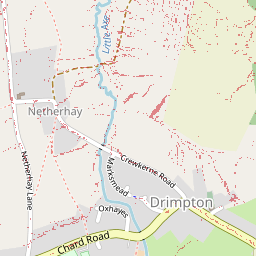 Little Axe
Netherhay
Crewkerne Road
Netherhay Lane
Marksmead
Drimpton
Oxhayes
Chard Road